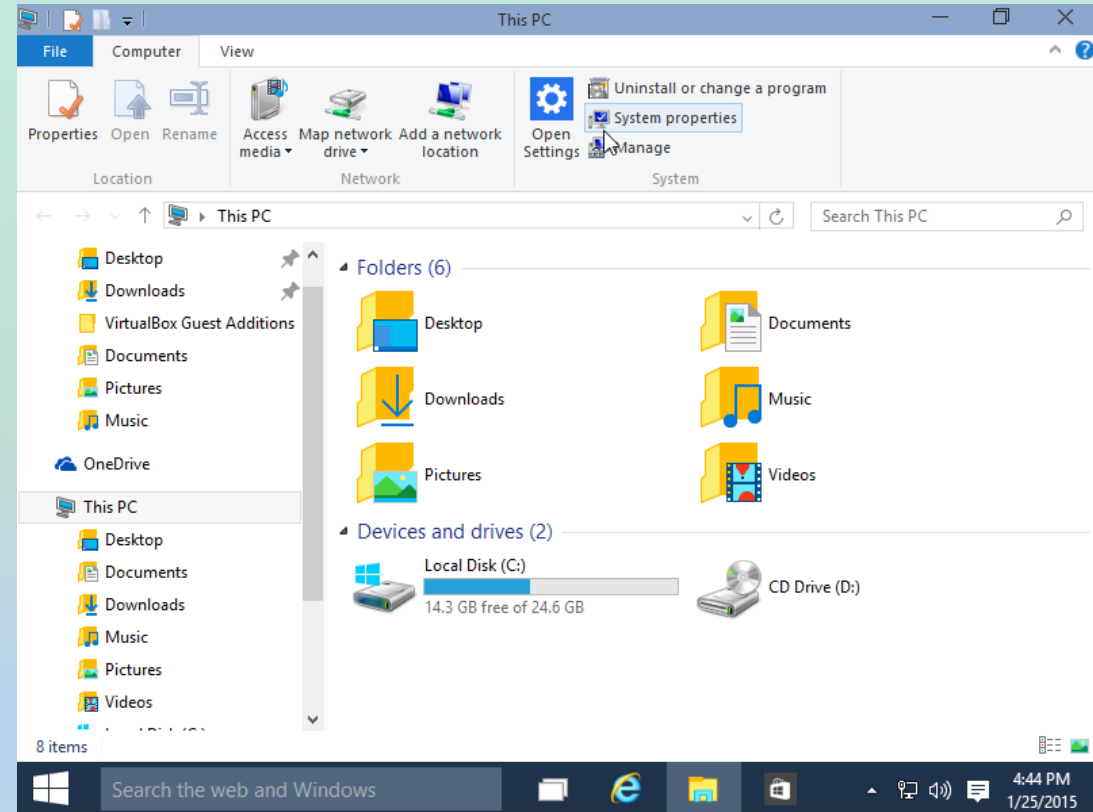 This PC
File Computer View
Uninstall or change a program
System properties
Manage
Properties Open Rename Access media Map network drive Add a network location Open Settings
Location Network System
This PC Search This PC
Desktop
Downloads
VirtualBox Guest Additions
Documents
Pictures
Music
OneDrive
This PC
Desktop
Documents
Downloads
Music
Pictures
Videos
Folders (6)
Desktop Documents
Downloads Music
Pictures Videos
Devices and drives (2)
Local Disk (C:)
14.3 GB free of 24.6 GB
CD Drive (D:)
8 items
Search the web and Windows
4:44 PM
1/25/2015